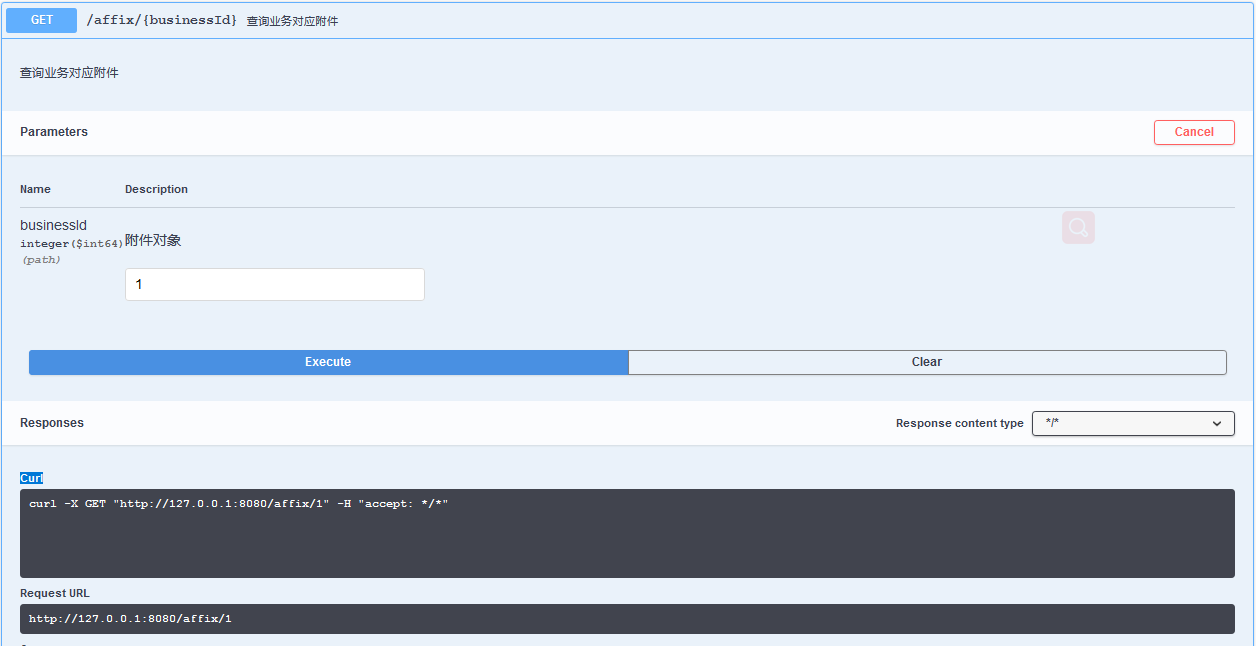 GET /affix/{businessId} 查询业务对应附件
查询业务对应附件
Parameters
Cancel
Name Description
businessId
integer($int64)
(path)
附件对象
1
Execute Clear
Responses Response content type */*
Curl
curl -X GET "http://127.0.0.1:8080/affix/1" -H "accept: */*"
Request URL
http://127.0.0.1:8080/affix/1